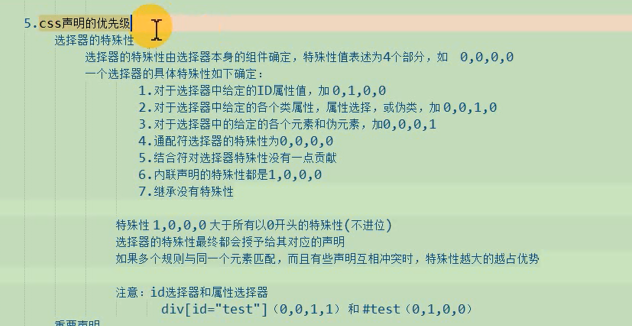 5.css声明的优先级
选择器的特殊性
选择器的特殊性由选择器本身的组件确定，特殊性值表述为4个部分，如 0,0,0,0
一个选择器的具体特殊性如下确定：
1.对于选择器中给定的ID属性值，加 0,1,0,0
2.对于选择器中给定的各个类属性，属性选择，或伪类，加 0,0,1,0
3.对于选择器中的给定的各个元素和伪元素，加0,0,0,1
4.通配符选择器的特殊性为0,0,0,0
5.结合符对选择器特殊性没有一点贡献
6.内联声明的特殊性都是1,0,0,0
7.继承没有特殊性
特殊性 1,0,0,0 大于所有以0开头的特殊性(不进位)
选择器的特殊性最终都会授予给其对应的声明
如果多个规则与同一个元素匹配，而且有些声明互相冲突时，特殊性越大的越占优势
注意：id选择器和属性选择器
div[id="test"]（0,0,1,1）和 #test（0,1,0,0）
重要声明